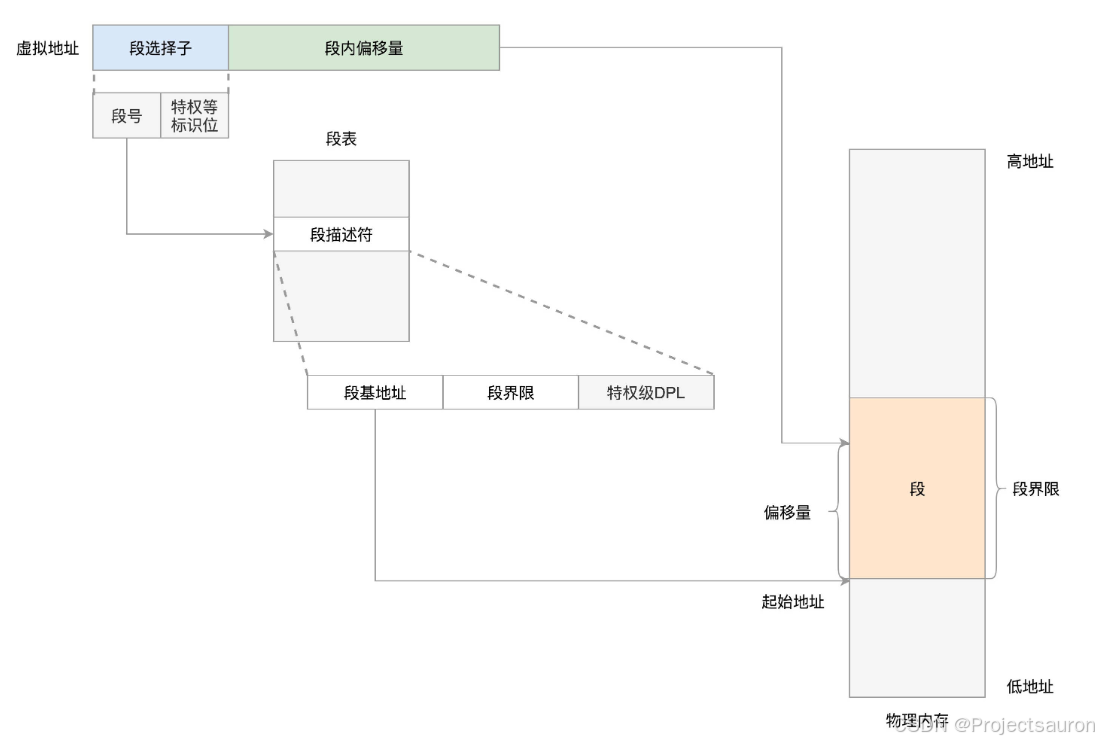 虚拟地址
段选择子
段内偏移量
段号
特权等
标识位
段表
段描述符
段基地址
段界限
特权级DPL
高地址
段
段界限
偏移量
起始地址
低地址
物理内存
CSDN @Projectsauron